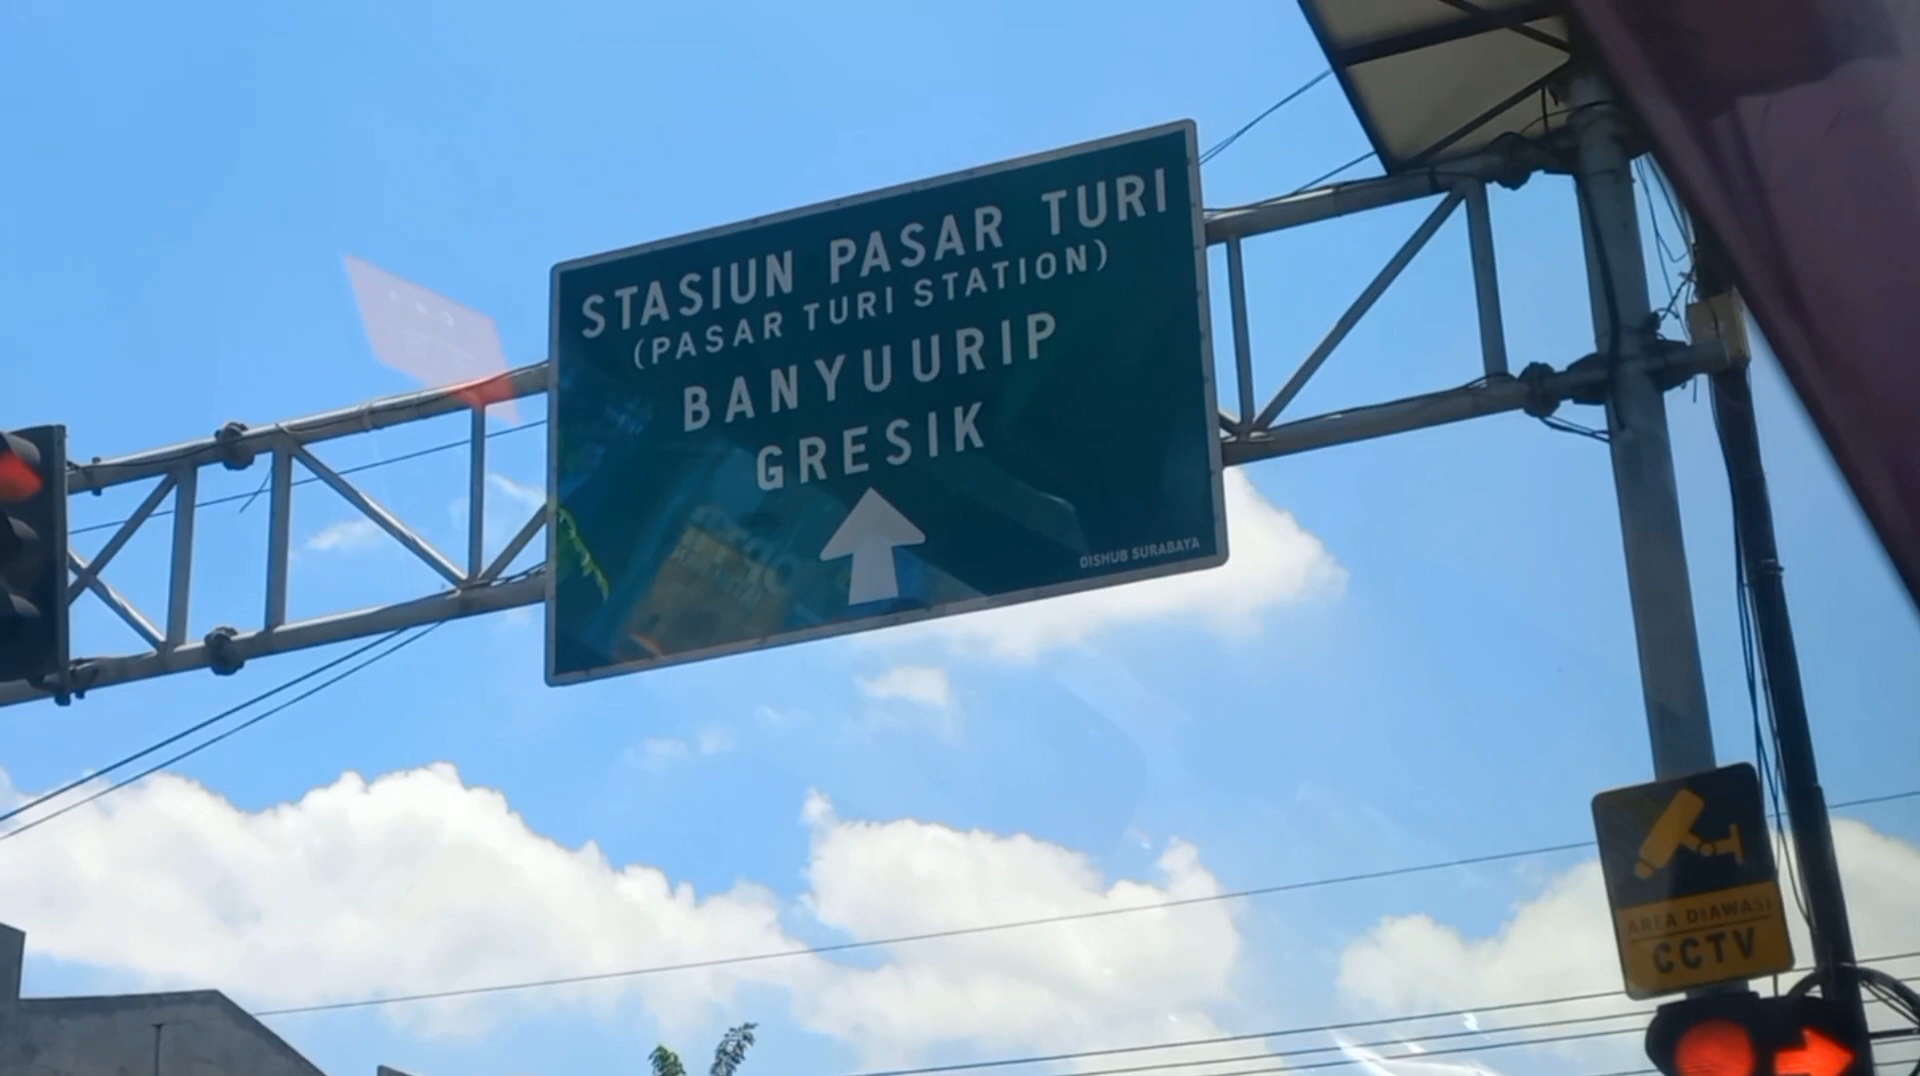 STASIUN PASAR TURI
(PASAR TURI STATION)
BANYUURIP
GRESIK
DISHUB SURABAYA
AREA DIAWASI
CCTV